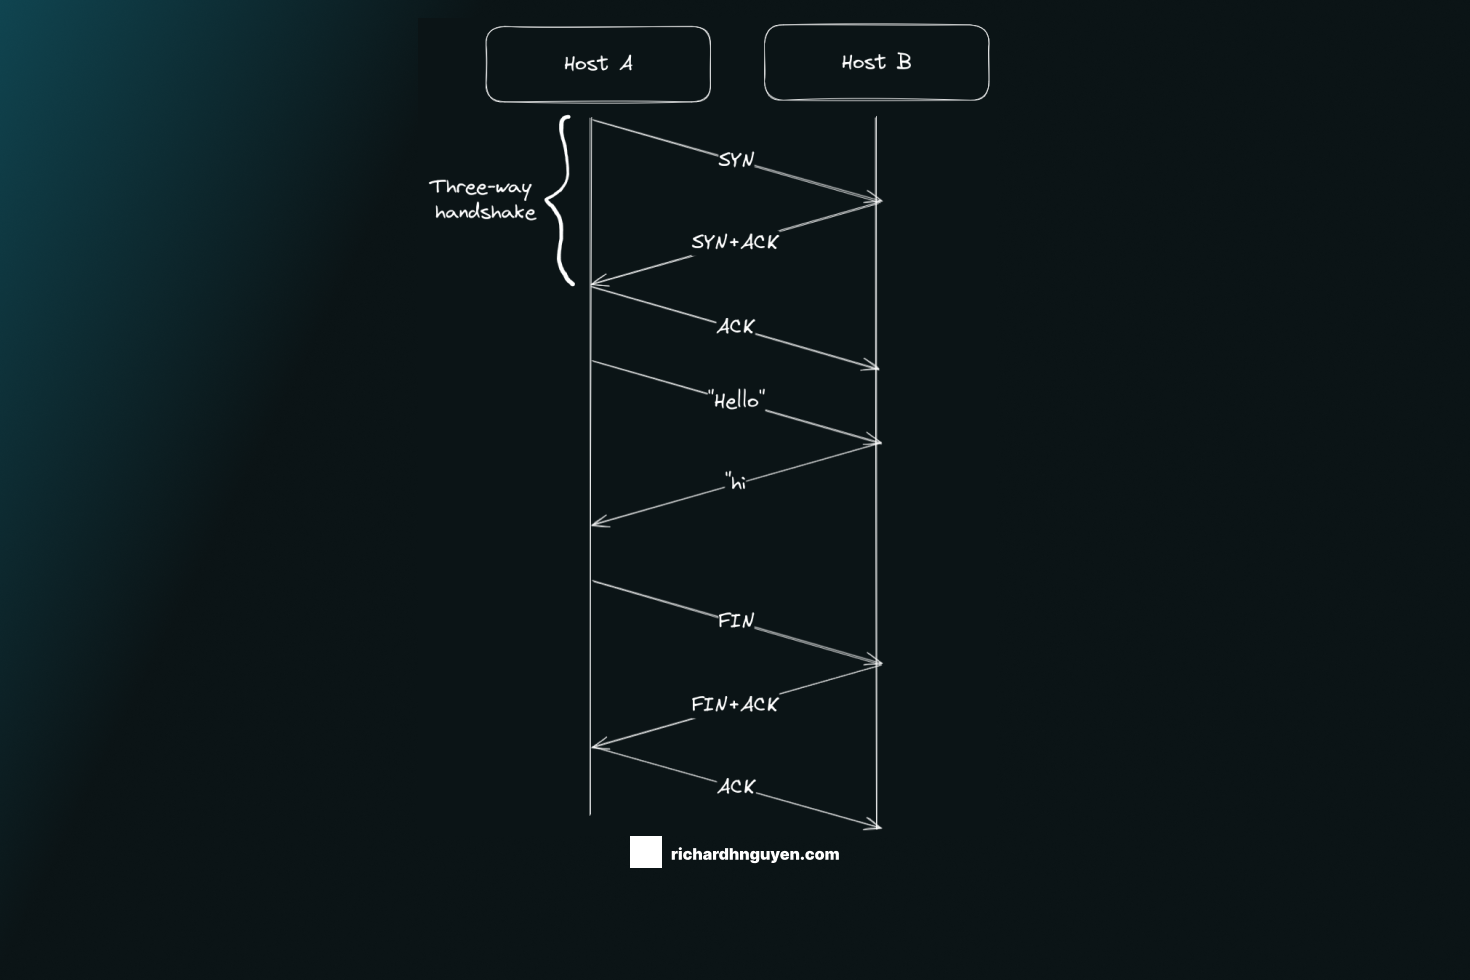 Host A
Host B
SYN
Three-way
handshake
SYN+ACK
ACK
"Hello"
"hi
FIN
FIN+ACK
ACK
richardhnguyen.com